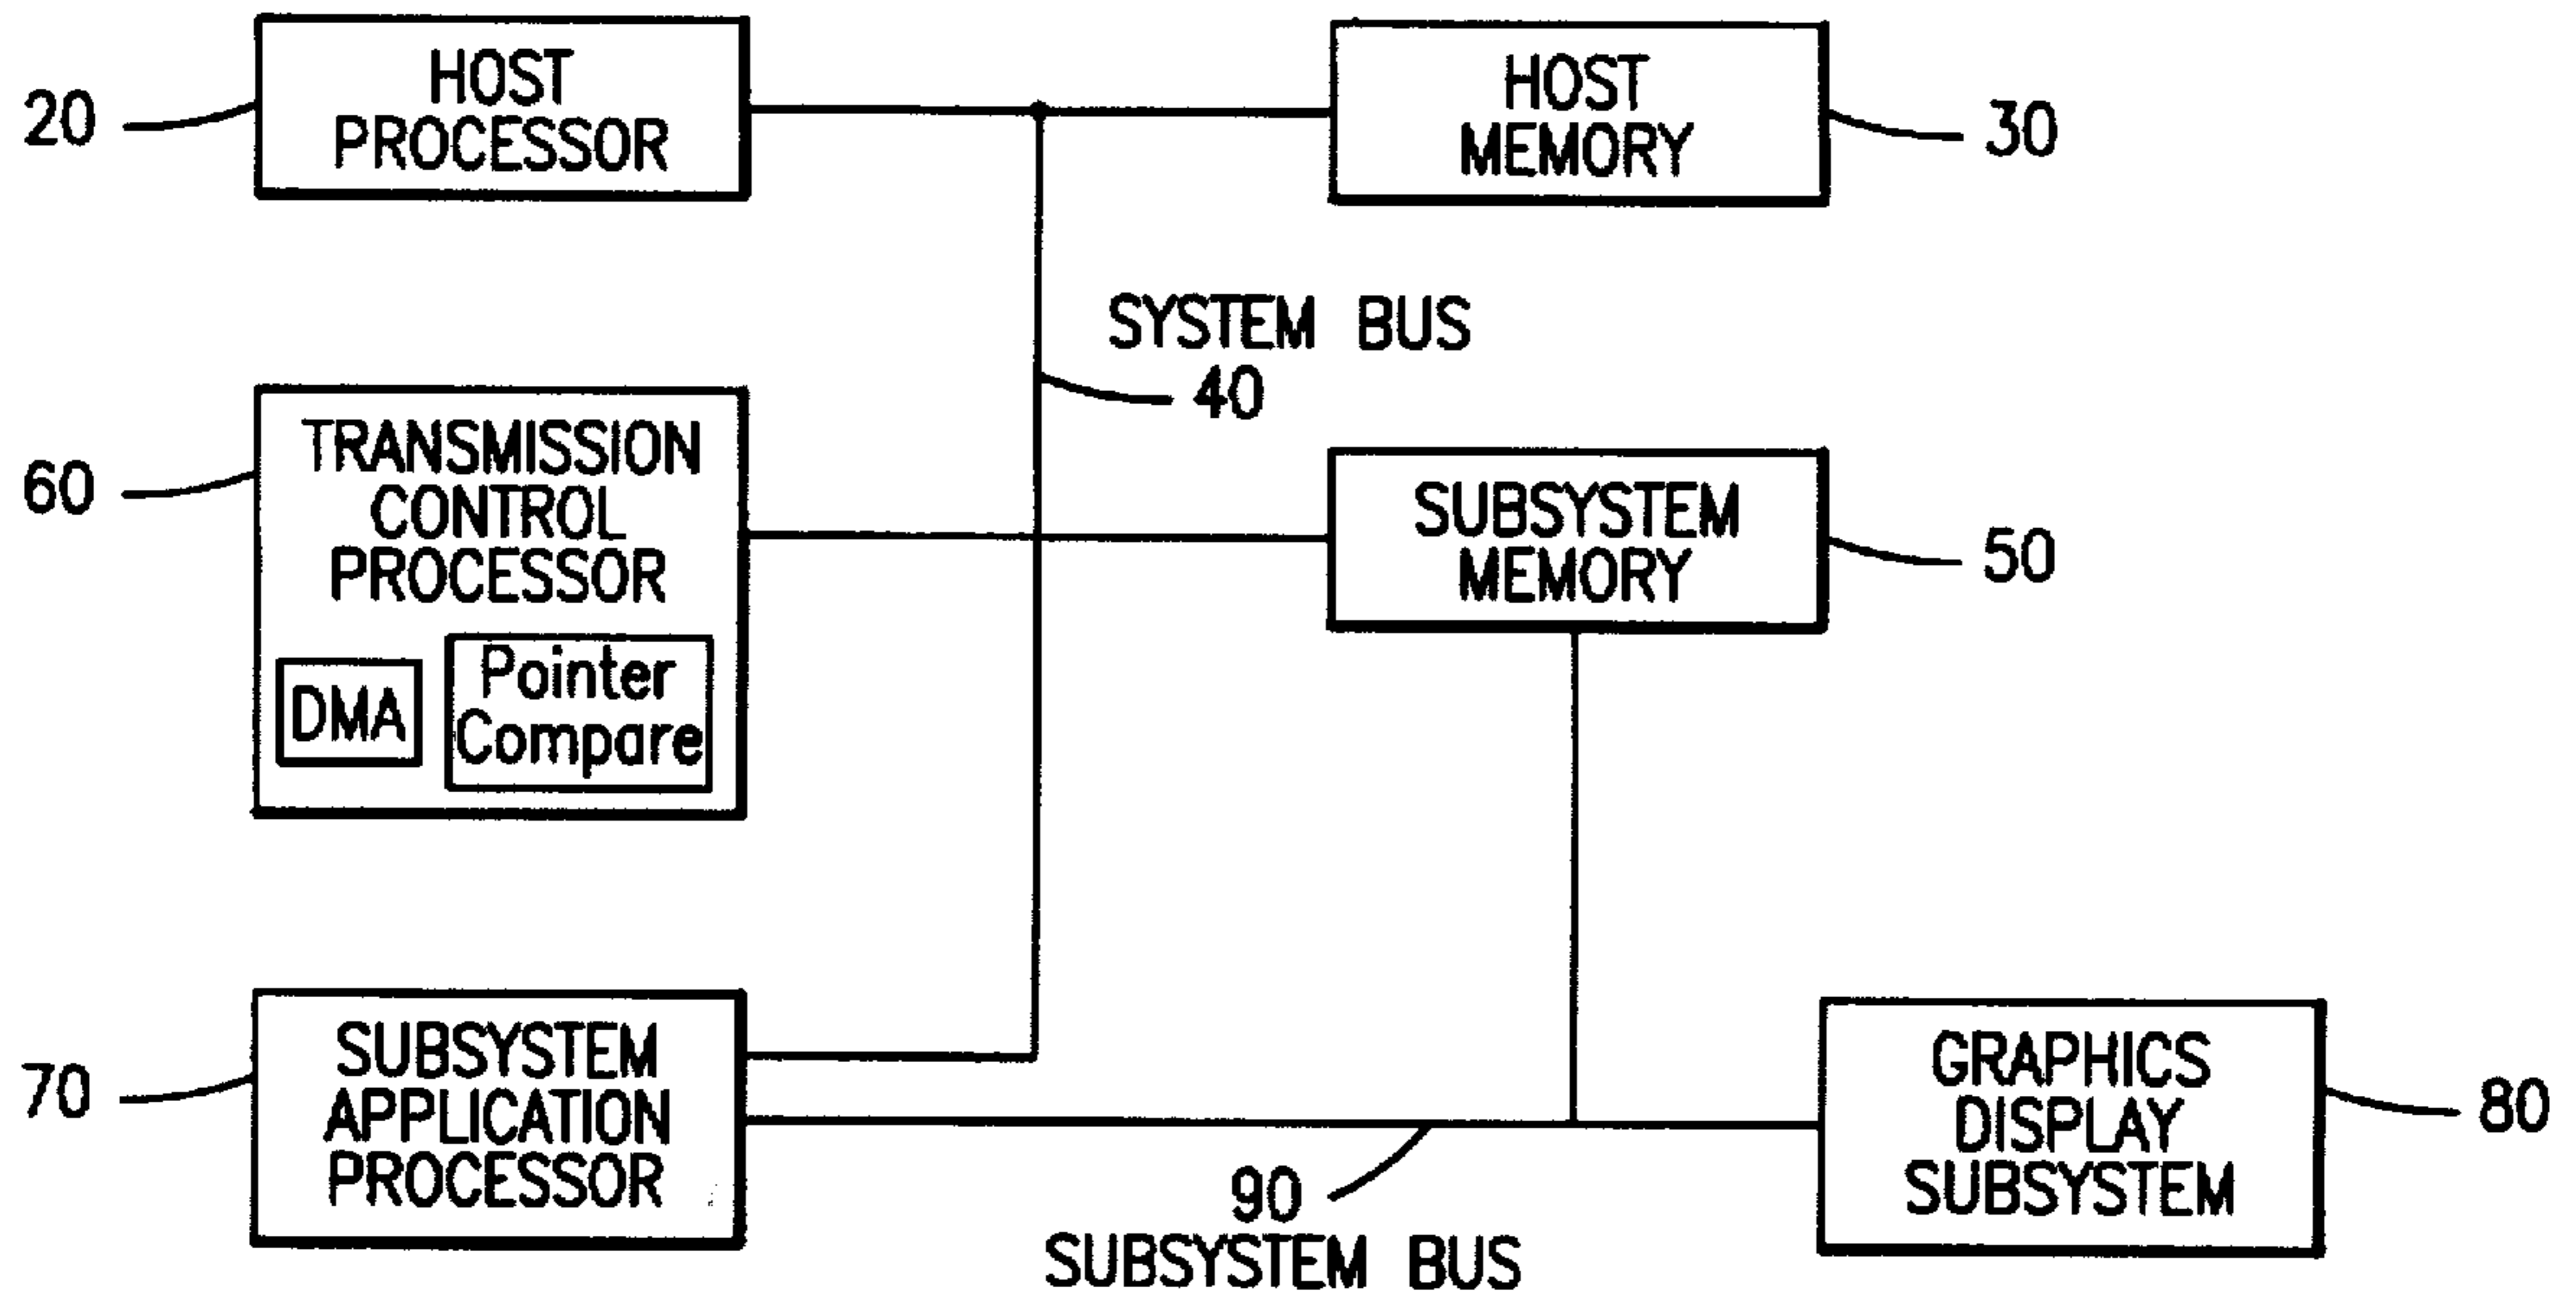 HOST
PROCESSOR
20
HOST
MEMORY
30
SYSTEM BUS
40
TRANSMISSION
CONTROL
PROCESSOR
60
DMA
Pointer
Compare
SUBSYSTEM
MEMORY
50
SUBSYSTEM
APPLICATION
PROCESSOR
70
90
SUBSYSTEM BUS
GRAPHICS
DISPLAY
SUBSYSTEM
80